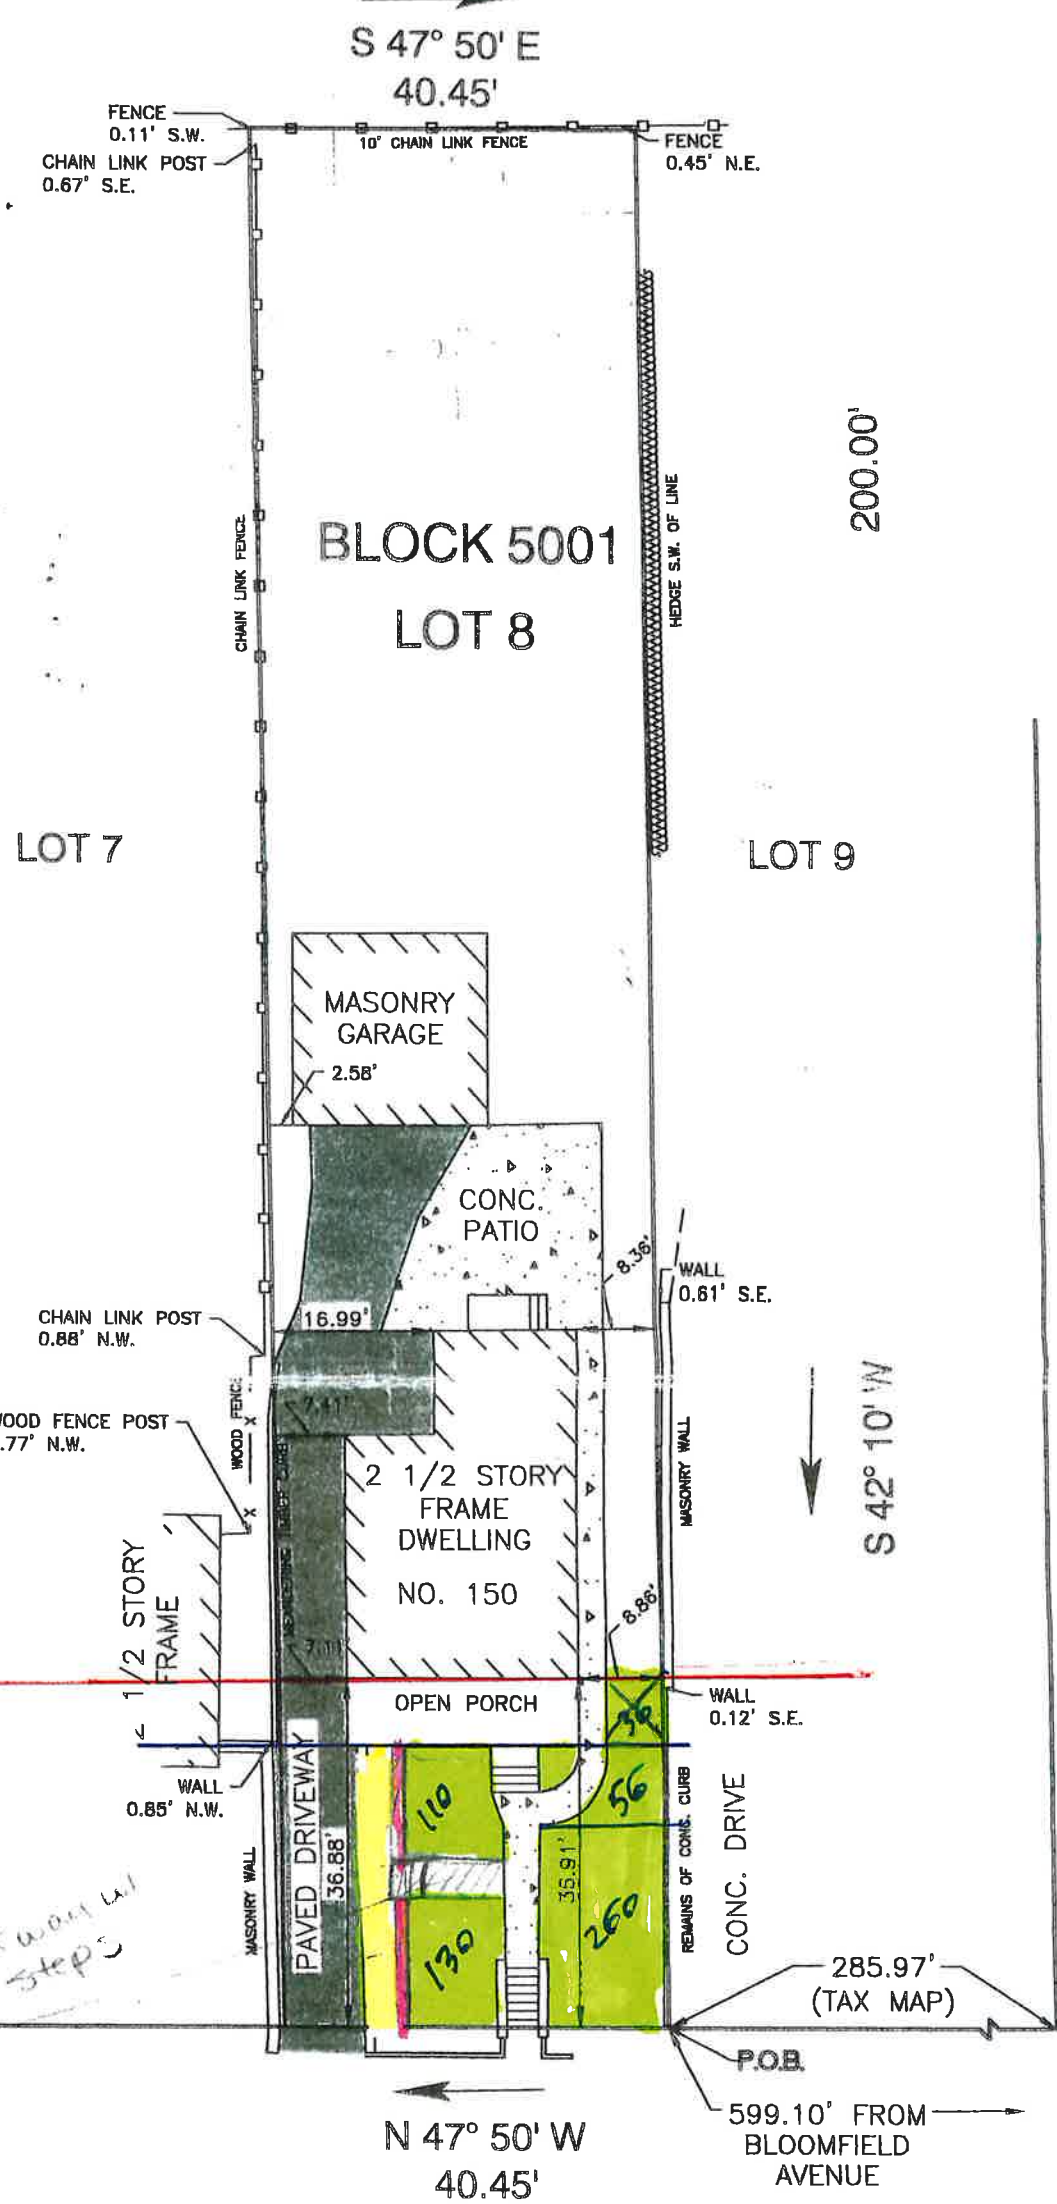 S 47° 50' E
40.45'
FENCE
0.11' S.W.
10' CHAIN LINK FENCE
FENCE
0.45' N.E.
CHAIN LINK POST
0.67' S.E.
200.00'
CHAIN LINK FENCE
HEDGE S.W. OF LINE
BLOCK 5001
LOT 8
LOT 7
LOT 9
MASONRY
GARAGE
2.58'
CONC.
PATIO
8.36'
WALL
0.61' S.E.
CHAIN LINK POST
0.88' N.W.
16.99'
WOOD FENCE
X
X
7.41'
WOOD FENCE POST
.77' N.W.
MASONRY WALL
S 42° 10' W
2 1/2 STORY
FRAME
DWELLING
NO. 150
1/2 STORY
FRAME
8.86'
7.11
OPEN PORCH
36
WALL
0.12' S.E.
WALL
0.85' N.W.
PAVED DRIVEWAY
36.88'
110
56
REMAINS OF CONC. CURB
CONC. DRIVE
MASONRY WALL
35.91'
130
260
way w/
steps
285.97'
(TAX MAP)
P.O.B.
599.10' FROM
BLOOMFIELD
AVENUE
N 47° 50' W
40.45'